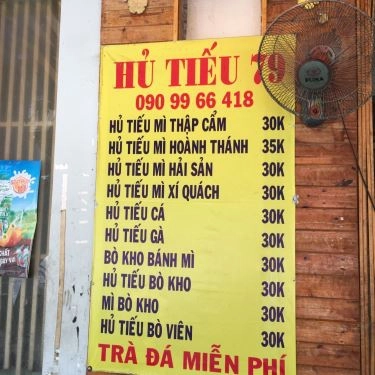 HỦ TIẾU 79
090 99 66 418
HỦ TIẾU MÌ THẬP CẨM 30K
HỦ TIẾU MÌ HOÀNH THÁNH 35K
HỦ TIẾU MÌ HẢI SẢN 30K
HỦ TIẾU MÌ XÍ QUÁCH 30K
HỦ TIẾU CÁ 30K
HỦ TIẾU GÀ 30K
BÒ KHO BÁNH MÌ 30K
HỦ TIẾU BÒ KHO 30K
MÌ BÒ KHO 30K
HỦ TIẾU BÒ VIÊN 30K
TRÀ ĐÁ MIỄN PHÍ